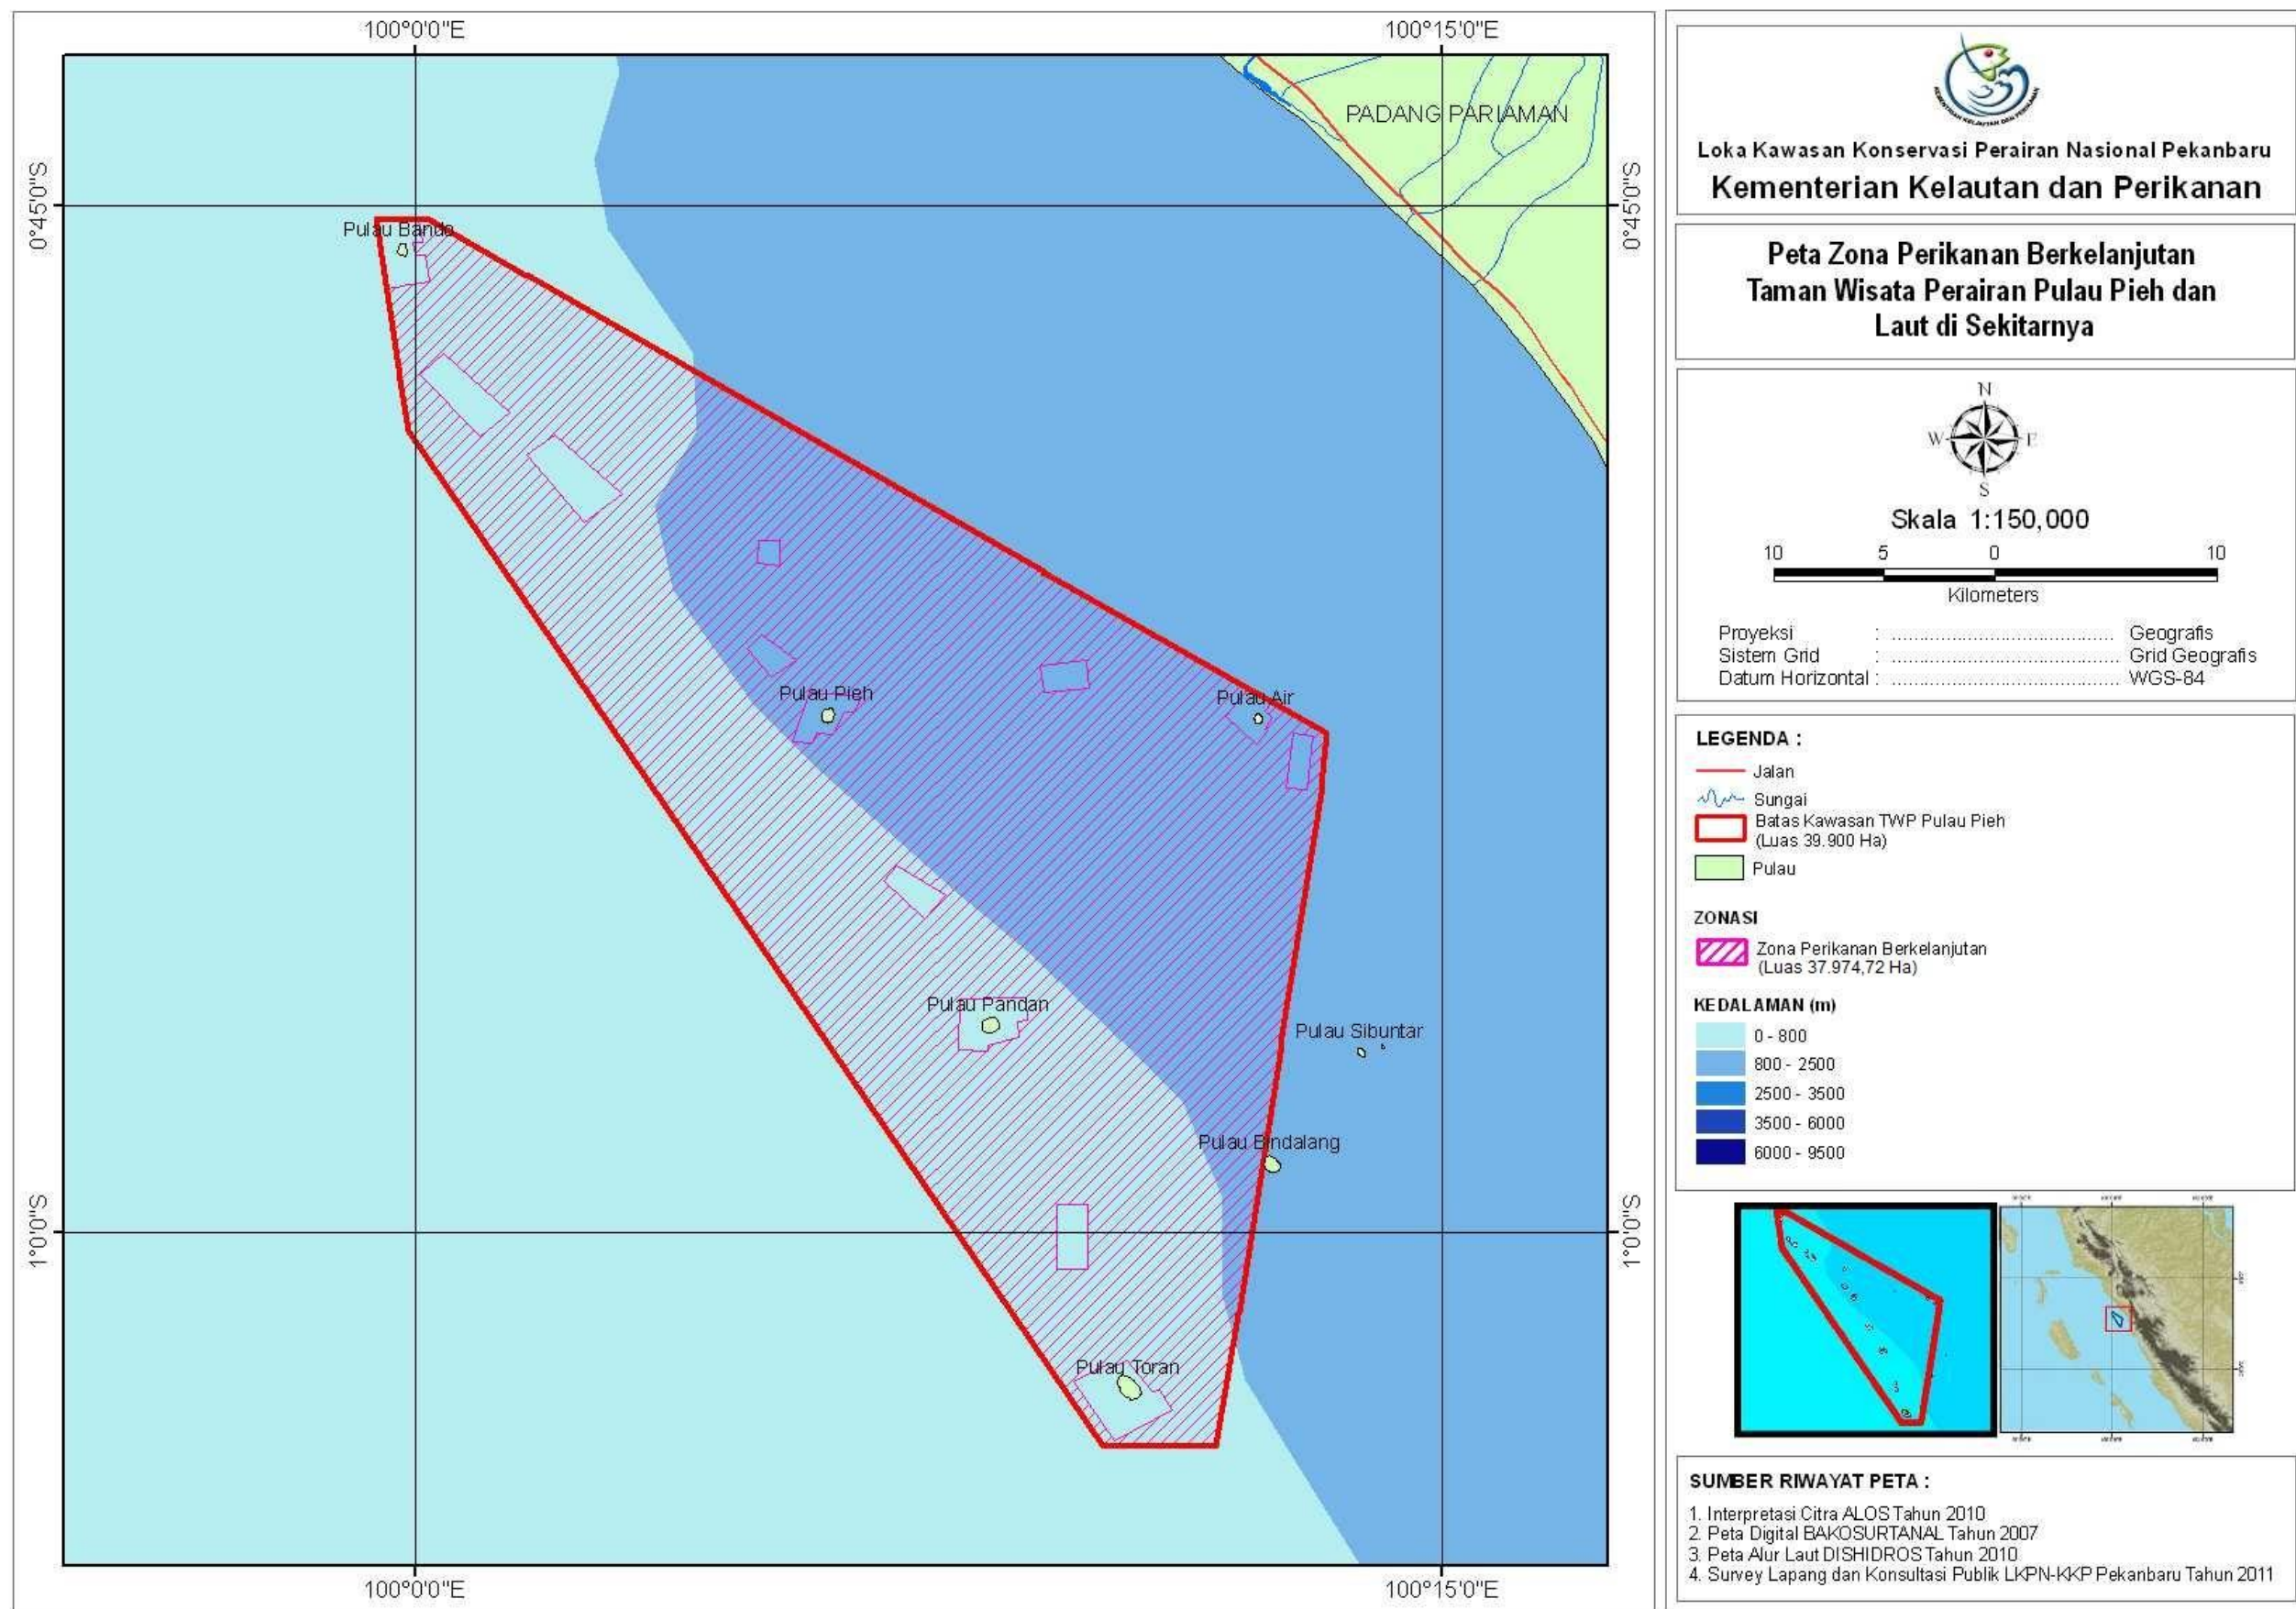 100°0'0"E
100°15'0"E
0°45'0"S
0°45'0"S
PADANG PARIAMAN
Pulau Bando
Pulau Pieh
Pulau Air
Pulau Pandan
Pulau Sibuntar
Pulau Bindalang
1°0'0"S
1°0'0"S
Pulau Toran
100°0'0"E
100°15'0"E
KEMENTERIAN KELAUTAN DAN PERIKANAN
Loka Kawasan Konservasi Perairan Nasional Pekanbaru
Kementerian Kelautan dan Perikanan
Peta Zona Perikanan Berkelanjutan
Taman Wisata Perairan Pulau Pieh dan
Laut di Sekitarnya
N
W E
S
Skala 1:150,000
10 5 0 10
Kilometers
Proyeksi : ........................................ Geografis
Sistem Grid : ........................................ Grid Geografis
Datum Horizontal : ........................................ WGS-84
LEGENDA :
Jalan
Sungai
Batas Kawasan TWP Pulau Pieh
(Luas 39.900 Ha)
Pulau
ZONASI
Zona Perikanan Berkelanjutan
(Luas 37.974,72 Ha)
KEDALAMAN (m)
0 - 800
800 - 2500
2500 - 3500
3500 - 6000
6000 - 9500
SUMBER RIWAYAT PETA :
1. Interpretasi Citra ALOS Tahun 2010
2. Peta Digital BAKOSURTANAL Tahun 2007
3. Peta Alur Laut DISHIDROS Tahun 2010
4. Survey Lapang dan Konsultasi Publik LKPN-KKP Pekanbaru Tahun 2011